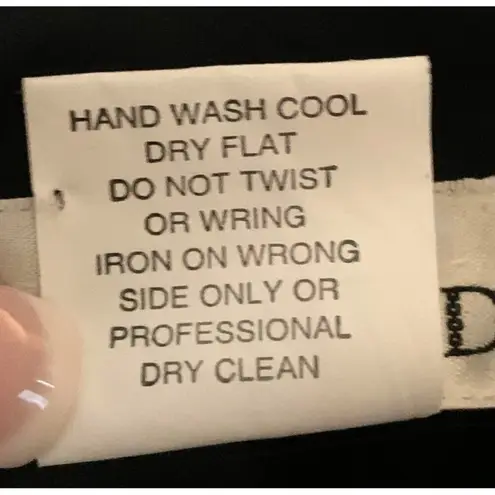 HAND WASH COOL
DRY FLAT
DO NOT TWIST
OR WRING
IRON ON WRONG
SIDE ONLY OR
PROFESSIONAL
DRY CLEAN